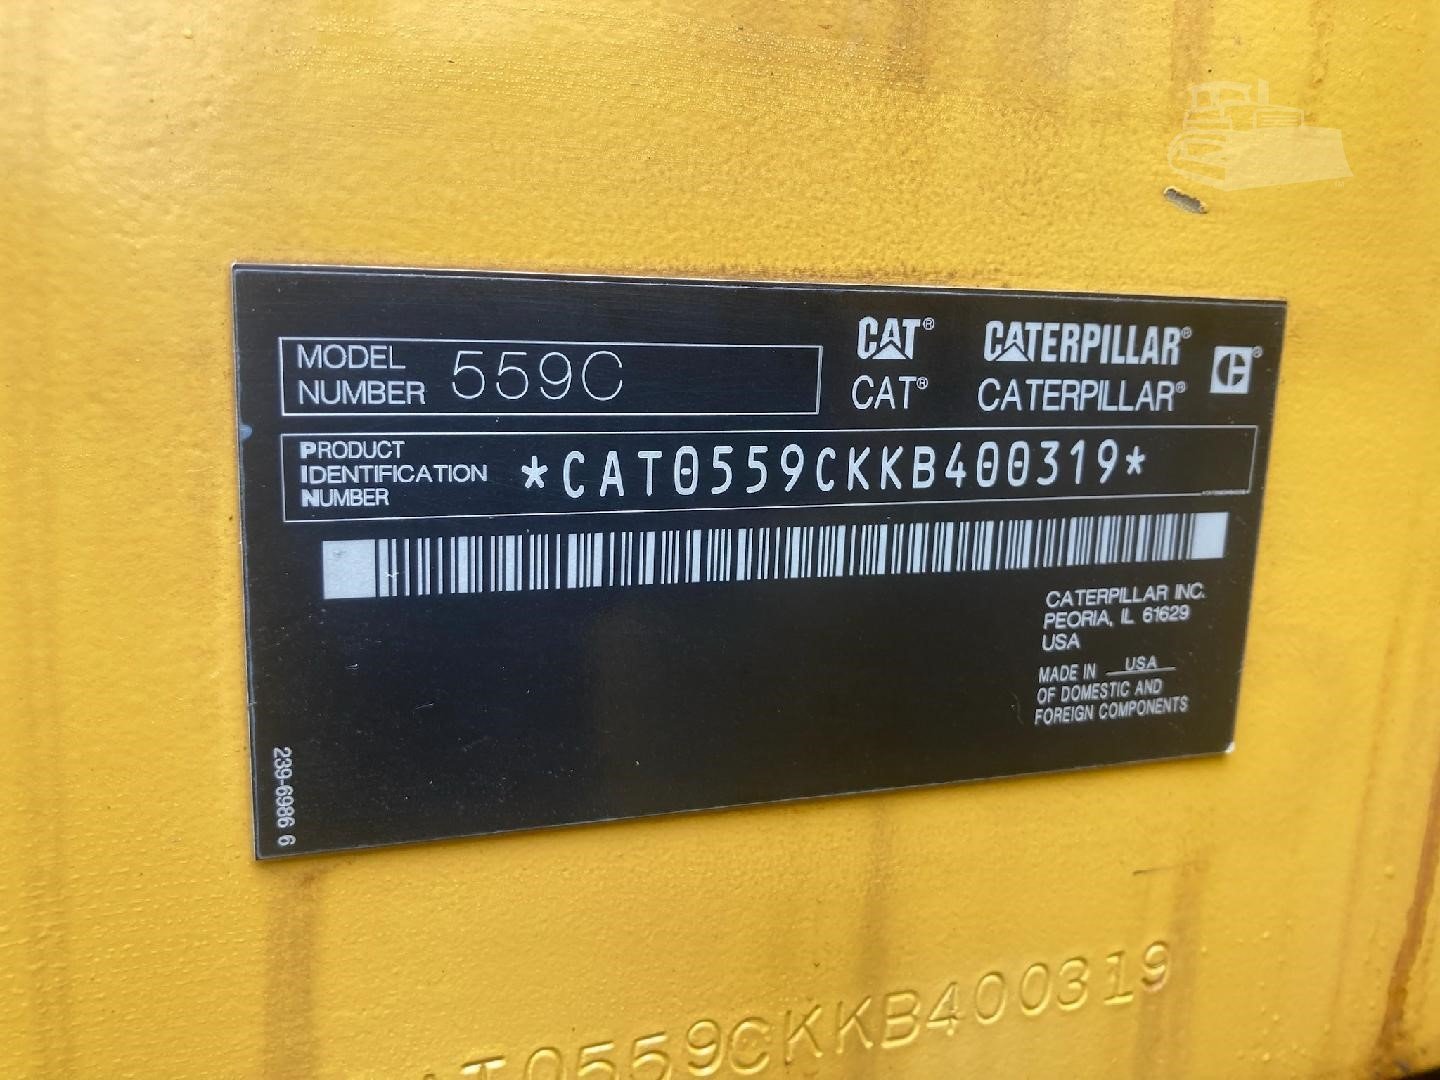 MODEL NUMBER 559C
CAT® CATERPILLAR®
CAT® CATERPILLAR®
PRODUCT IDENTIFICATION NUMBER *CAT0559CKKB400319*
CATERPILLAR INC.
PEORIA, IL 61629
USA
MADE IN USA
OF DOMESTIC AND
FOREIGN COMPONENTS
239-6986 6
AT0559CKKB400319